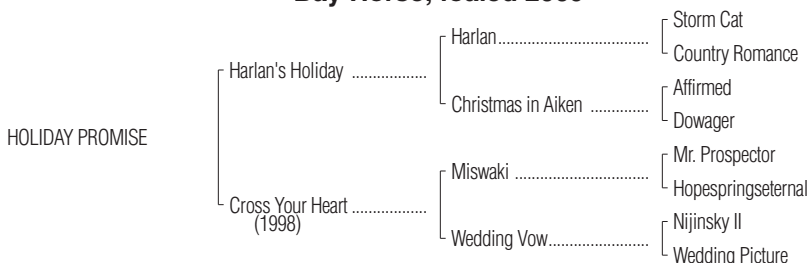 Bay Horse; foaled
Storm Cat
Harlan
Country Romance
Harlan's Holiday
Affirmed
Christmas in Aiken
Dowager
HOLIDAY PROMISE
Mr. Prospector
Miswaki
Hopespringseternal
Cross Your Heart
(1998)
Nijinsky II
Wedding Vow
Wedding Picture